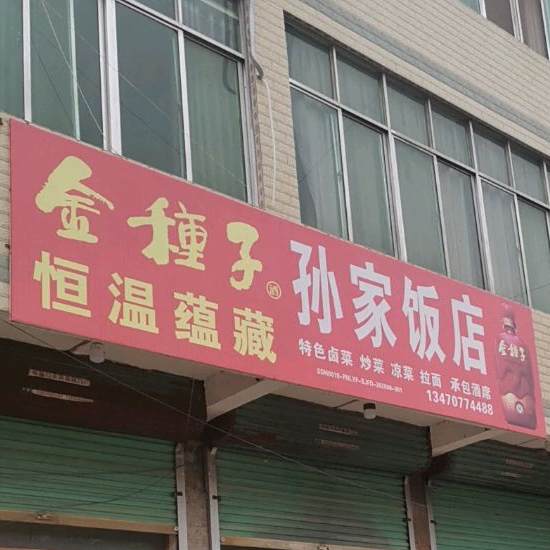 金種子酒
恒温蕴藏
孙家饭店
特色卤菜 炒菜 凉菜 拉面 承包酒席
13470774488
金種子